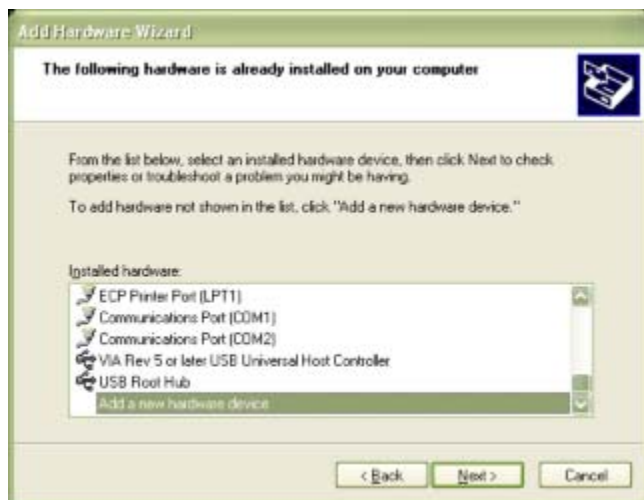 Add Hardware Wizard
The following hardware is already installed on your computer
From the list below, select an installed hardware device, then click Next to check
properties or troubleshoot a problem you might be having.
To add hardware not shown in the list, click "Add a new hardware device."
Installed hardware:
ECP Printer Port (LPT1)
Communications Port (COM1)
Communications Port (COM2)
VIA Rev 5 or later USB Universal Host Controller
USB Root Hub
Add a new hardware device
< Back
Next >
Cancel